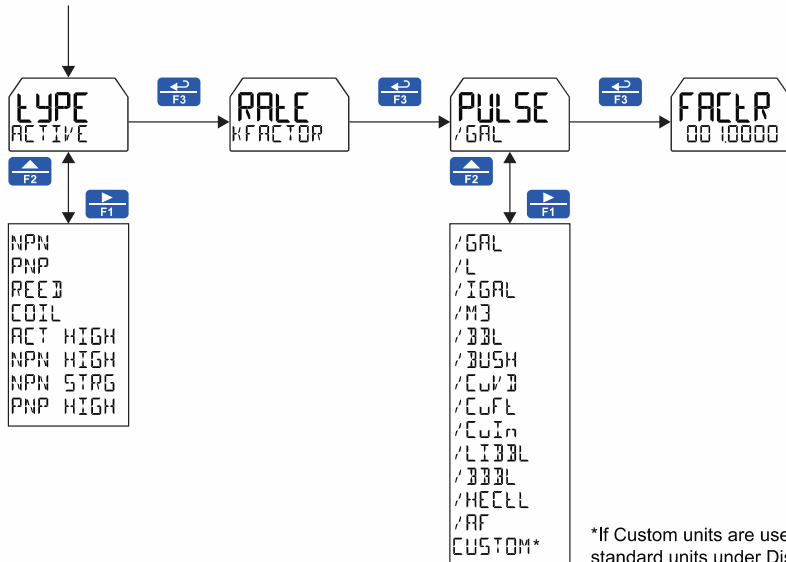 TYPE
ACTIVE
F3
RATE
KFACTOR
F3
PULSE
/GAL
F3
FACTR
001.0000
F2
F1
F2
F1
NPN
PNP
REED
COIL
ACT HIGH
NPN HIGH
NPN STRG
PNP HIGH
/GAL
/L
/IGAL
/M3
/BBL
/BUSH
/CuYD
/CuFt
/CuIn
/LIBBL
/BBBL
/HECtL
/AF
CUSTOM*
*If Custom units are use
standard units under Dis